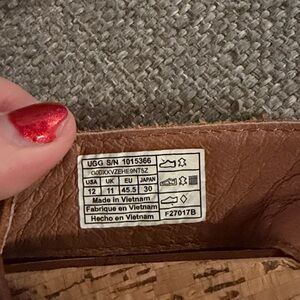 UGG S/N 1015366
USA UK EU JAPAN
12 11 45.5 30
Made in Vietnam
Fabriqué en Vietnam
Hecho en Vietnam
F27017B